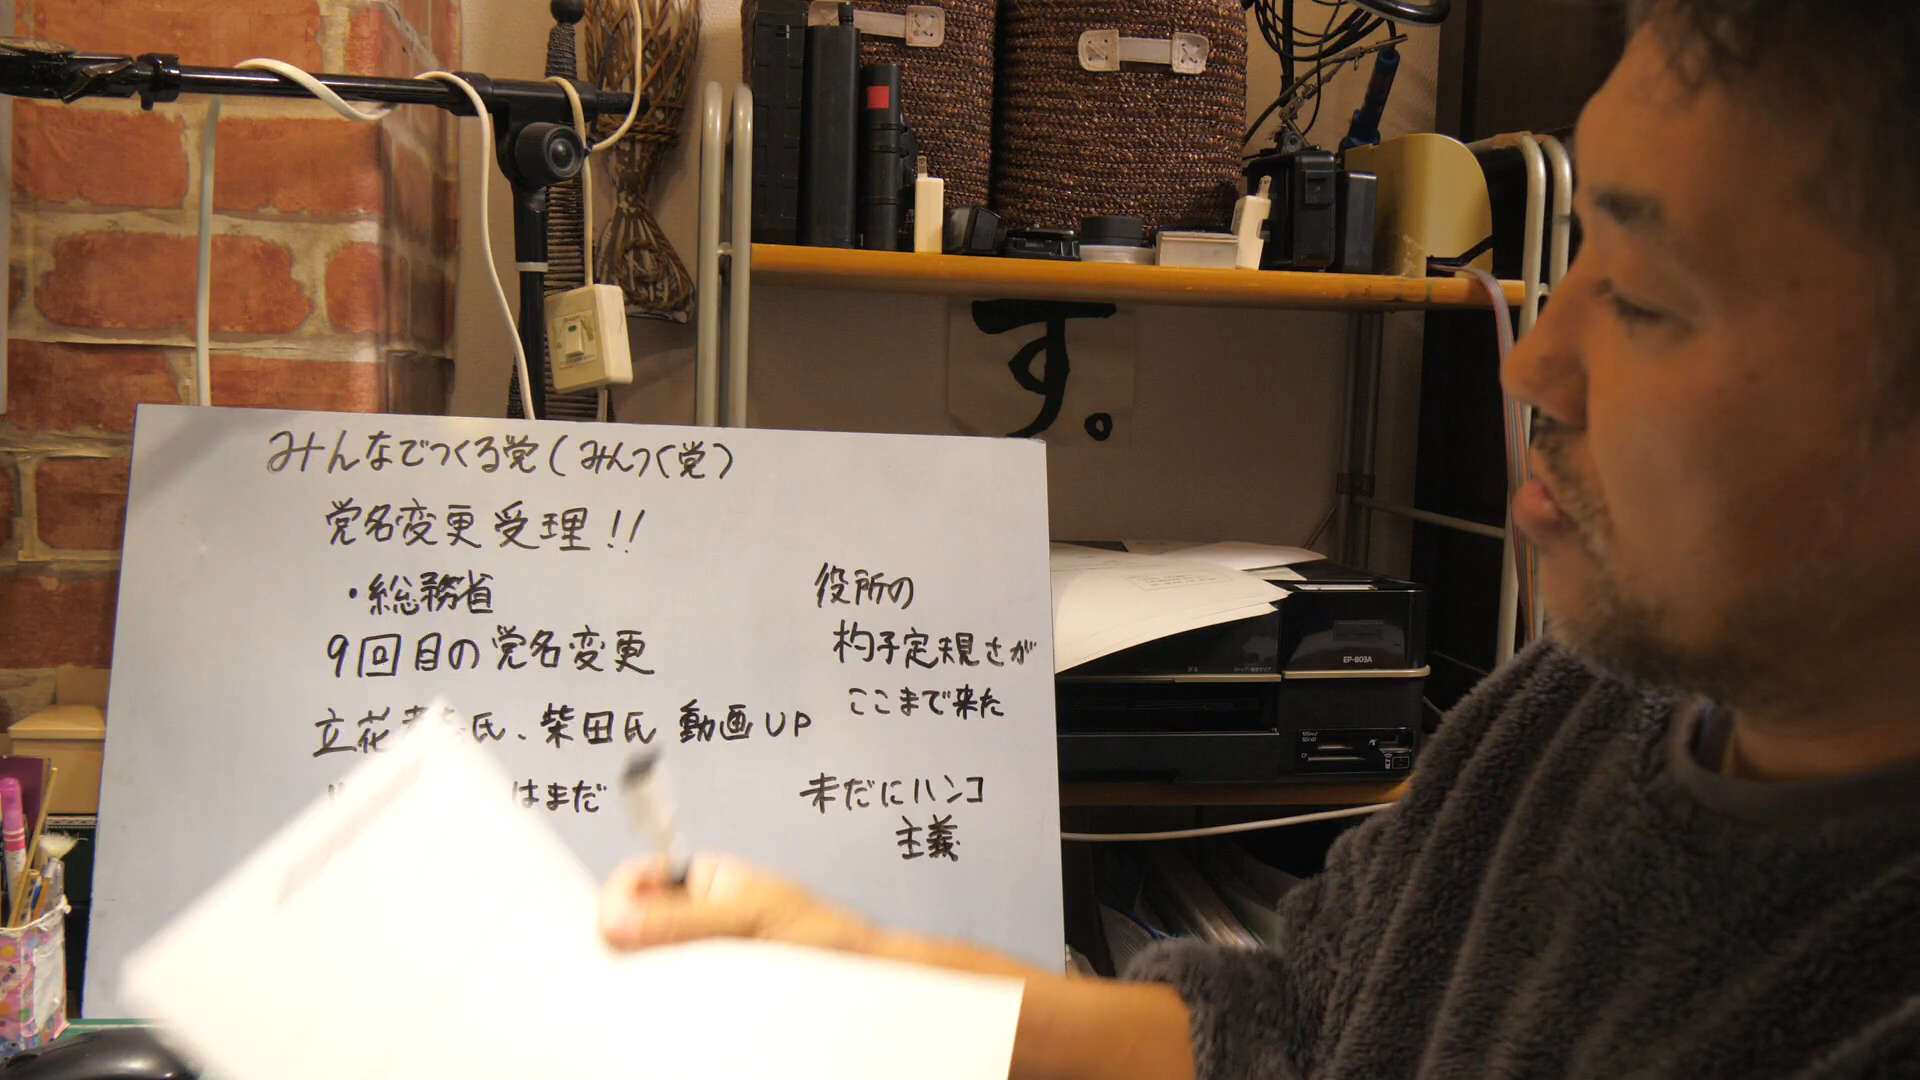 す。
みんなでつくる党(みんつく党)
党名変更 受理!!
・総務省
9回目の党名変更
立花 氏、柴田氏 動画UP
はまだ
役所の
杓子定規さが
ここまで来た
未だにハンコ
主義
EP-803A